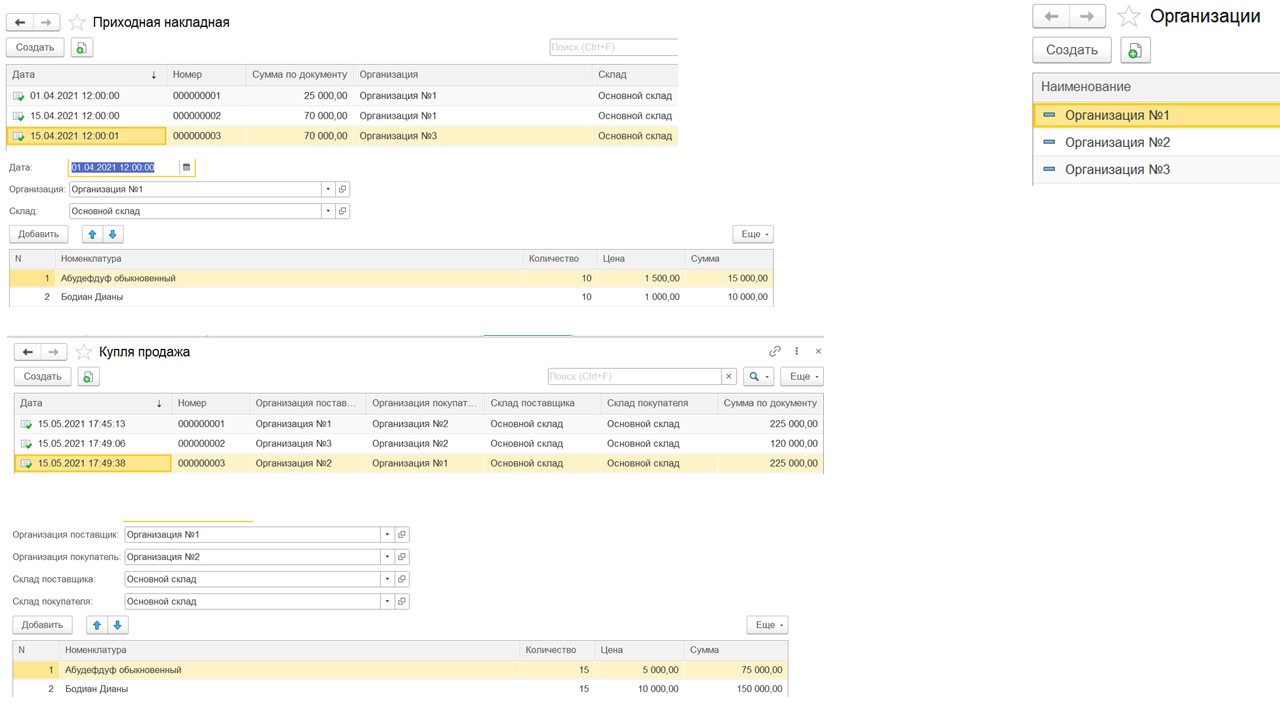 Приходная накладная
Создать
Поиск (Ctrl+F)
Дата ↓ Номер Сумма по документу Организация Склад
01.04.2021 12:00:00 000000001 25 000,00 Организация №1 Основной склад
15.04.2021 12:00:00 000000002 70 000,00 Организация №1 Основной склад
15.04.2021 12:00:01 000000003 70 000,00 Организация №3 Основной склад
Дата: 01.04.2021 12:00:00
Организация: Организация №1
Склад: Основной склад
Добавить Еще
N Номенклатура Количество Цена Сумма
1 Абудефдуф обыкновенный 10 1 500,00 15 000,00
2 Бодиан Дианы 10 1 000,00 10 000,00
Организации
Создать
Наименование
Организация №1
Организация №2
Организация №3
Купля продажа
Создать Поиск (Ctrl+F) × Еще
Дата ↓ Номер Организация постав... Организация покупат... Склад поставщика Склад покупателя Сумма по документу
15.05.2021 17:45:13 000000001 Организация №1 Организация №2 Основной склад Основной склад 225 000,00
15.05.2021 17:49:06 000000002 Организация №3 Организация №2 Основной склад Основной склад 120 000,00
15.05.2021 17:49:38 000000003 Организация №2 Организация №1 Основной склад Основной склад 225 000,00
Организация поставщик: Организация №1
Организация покупатель: Организация №2
Склад поставщика: Основной склад
Склад покупателя: Основной склад
Добавить Еще
N Номенклатура Количество Цена Сумма
1 Абудефдуф обыкновенный 15 5 000,00 75 000,00
2 Бодиан Дианы 15 10 000,00 150 000,00